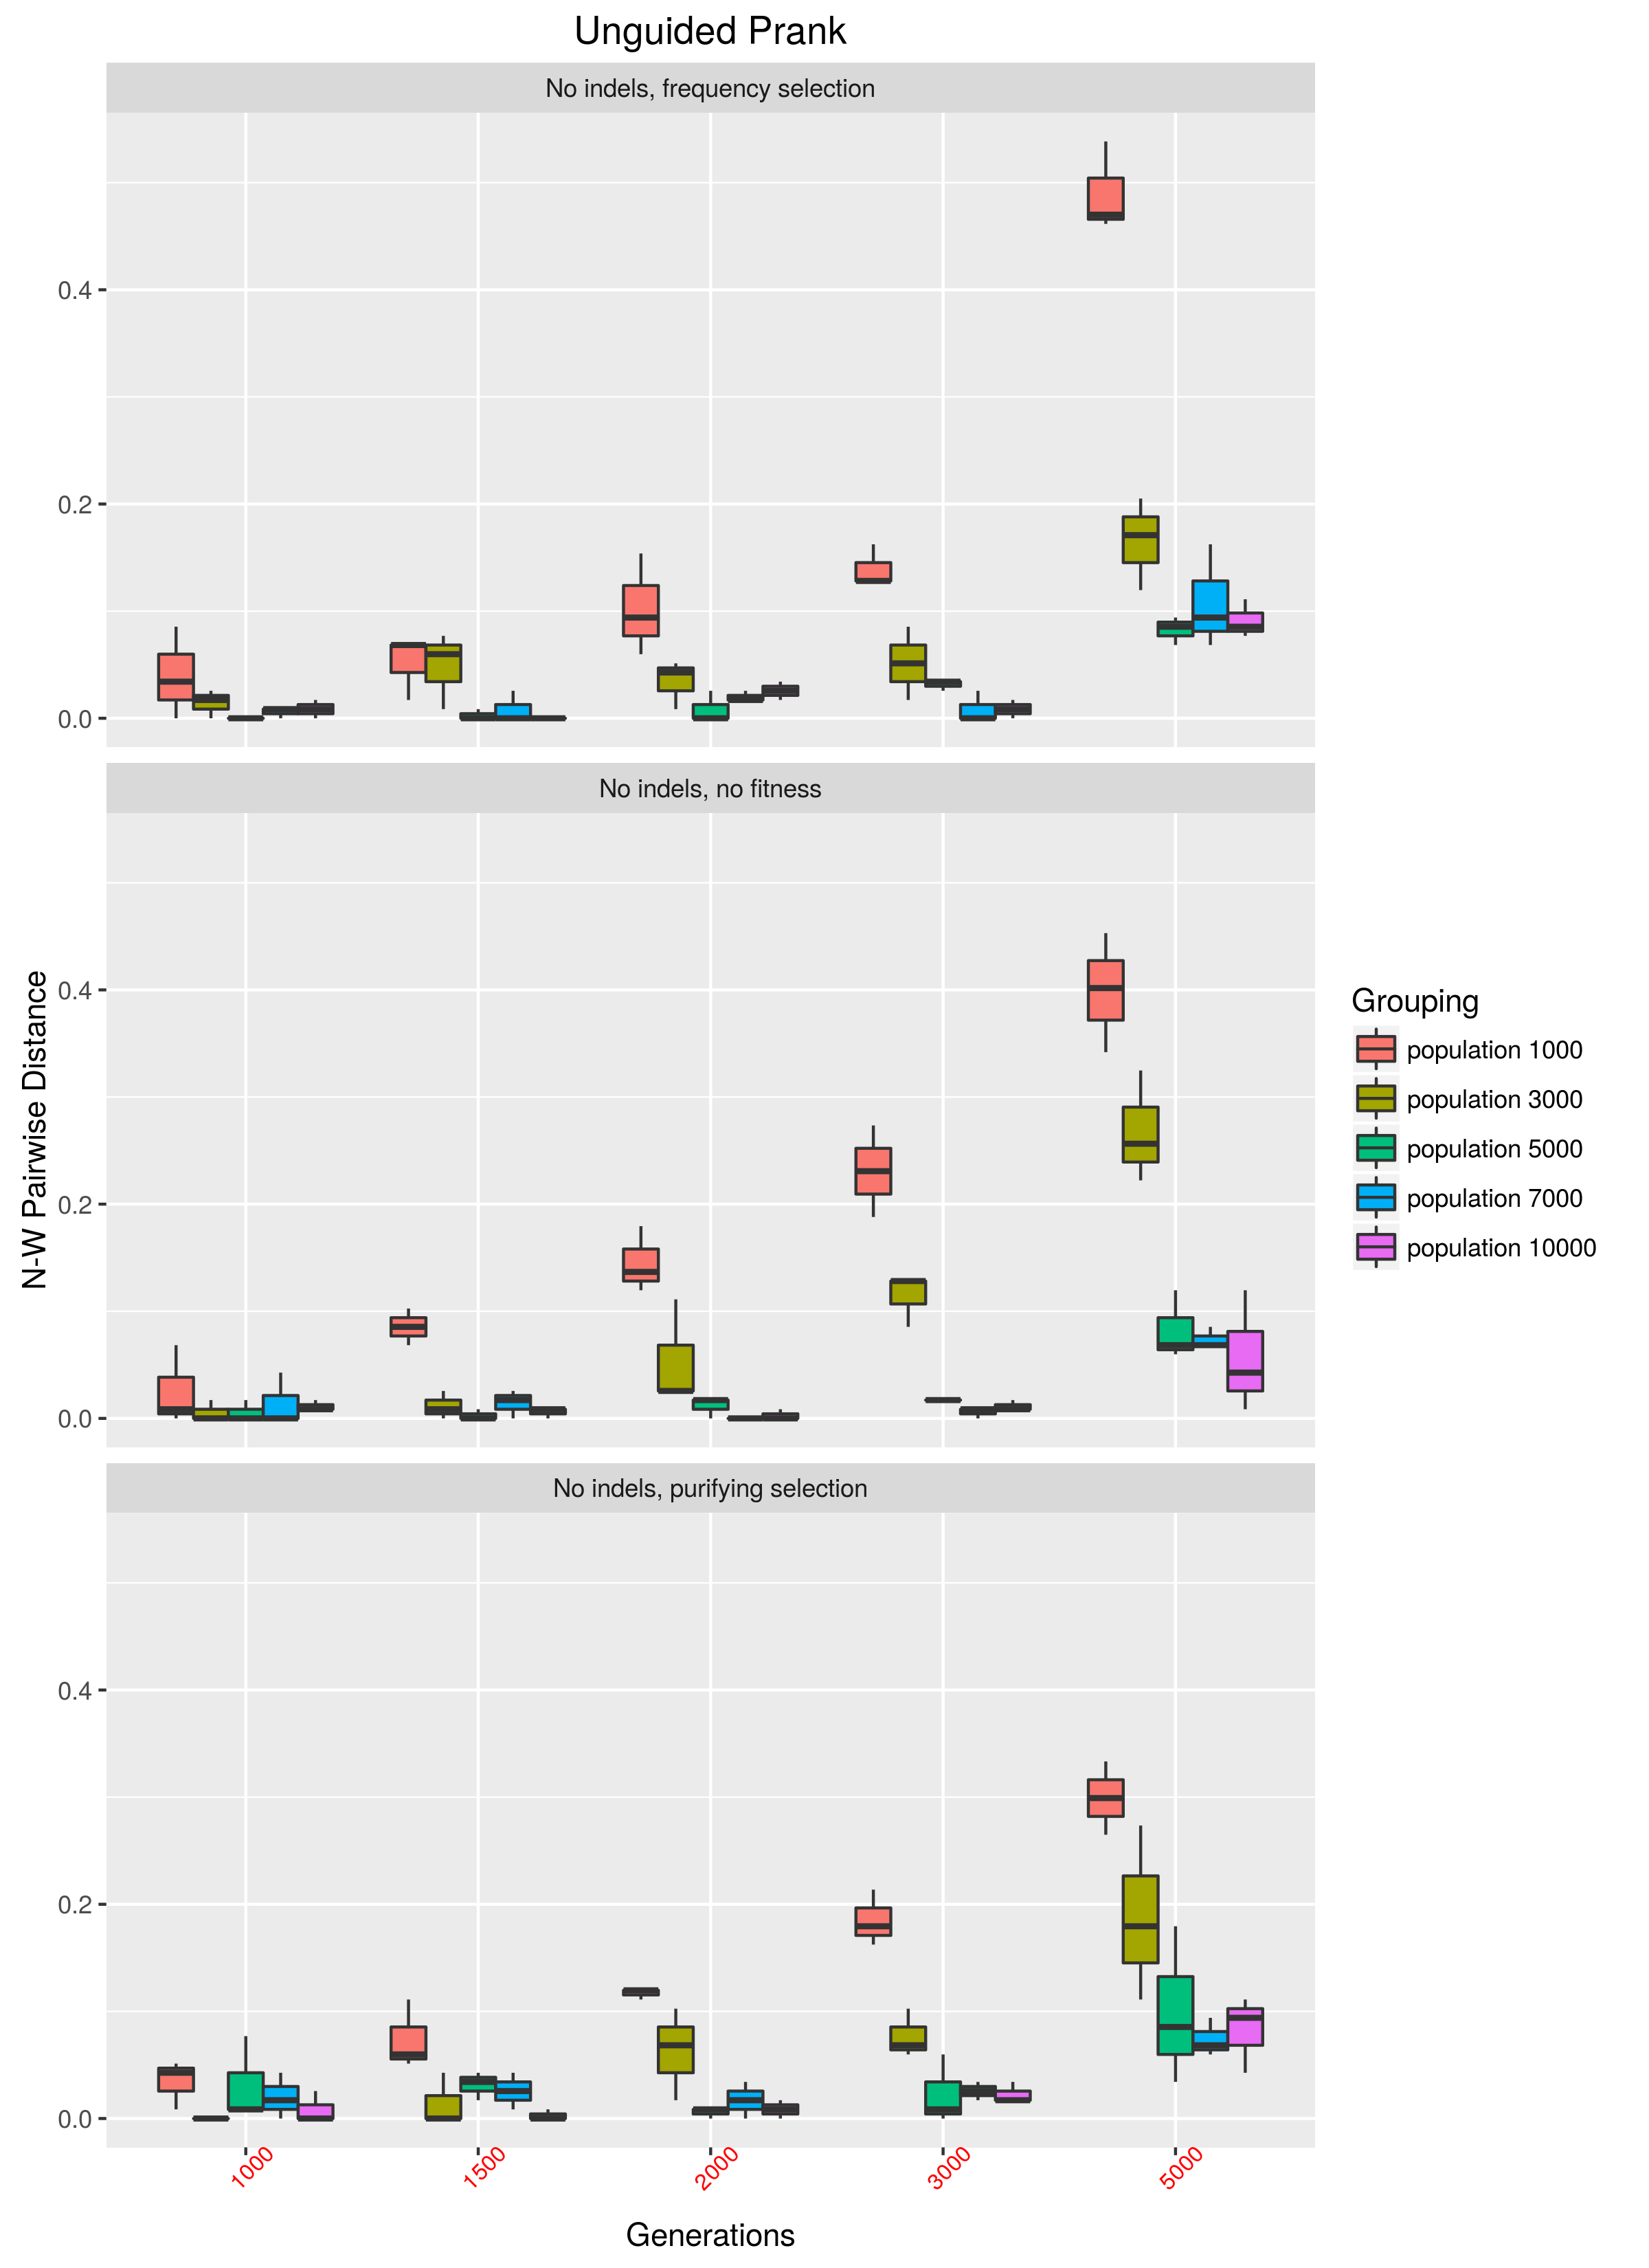 Unguided Prank
No indels, frequency selection
0.4
0.2
0.0
No indels, no fitness
0.4
0.2
0.0
No indels, purifying selection
0.4
0.2
0.0
N-W Pairwise Distance
1000
1500
2000
3000
5000
Generations
Grouping
population 1000
population 3000
population 5000
population 7000
population 10000